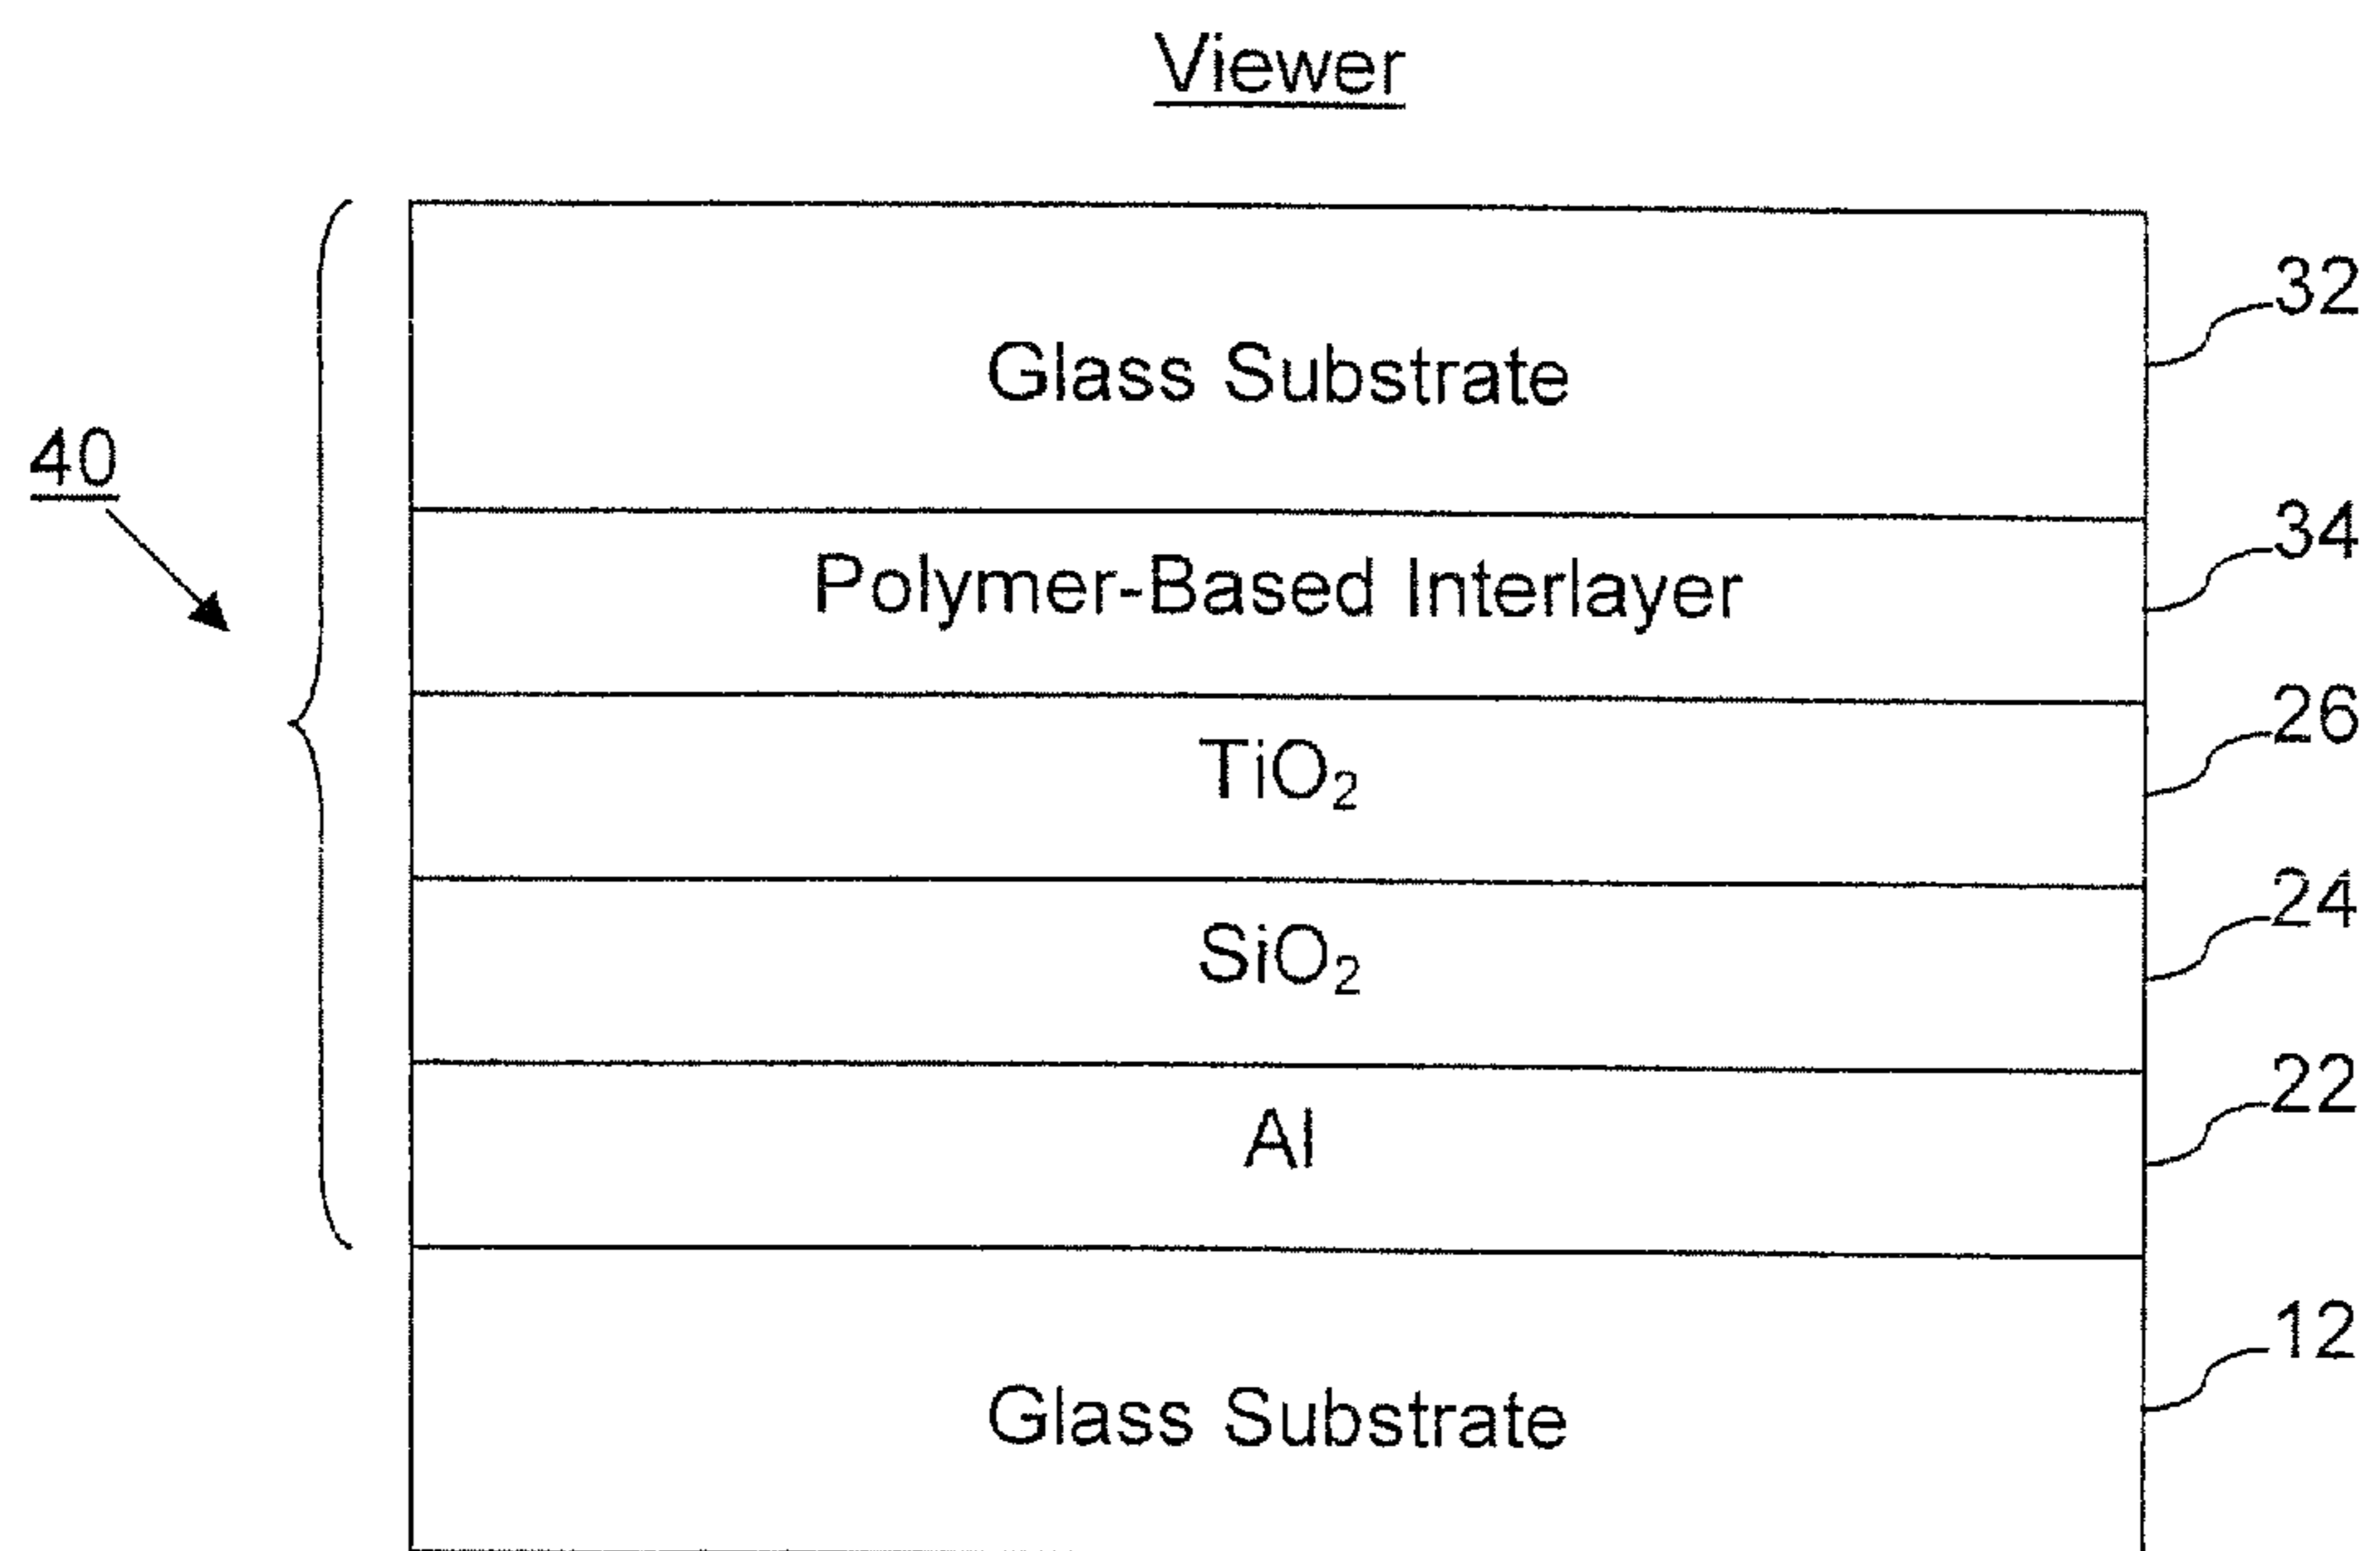 Viewer
32
Glass Substrate
40
34
Polymer-Based Interlayer
26
TiO₂
24
SiO₂
22
Al
12
Glass Substrate